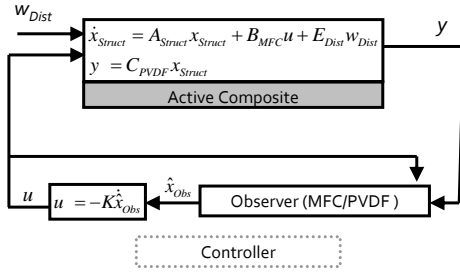 w_Dist
ẋ_Struct = A_Struct x_Struct + B_MFC u + E_Dist w_Dist
y
y = C_PVDF x_Struct
Active Composite
x̂_Obs
u
u = −K x̂̇_Obs
Observer (MFC/PVDF )
Controller